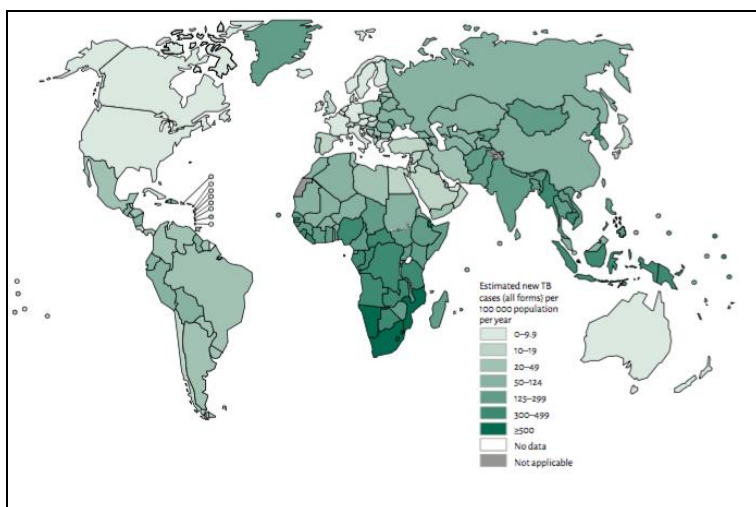 Estimated new TB
cases (all forms) per
100 000 population
per year
0–9.9
10–19
20–49
50–124
125–299
300–499
≥500
No data
Not applicable